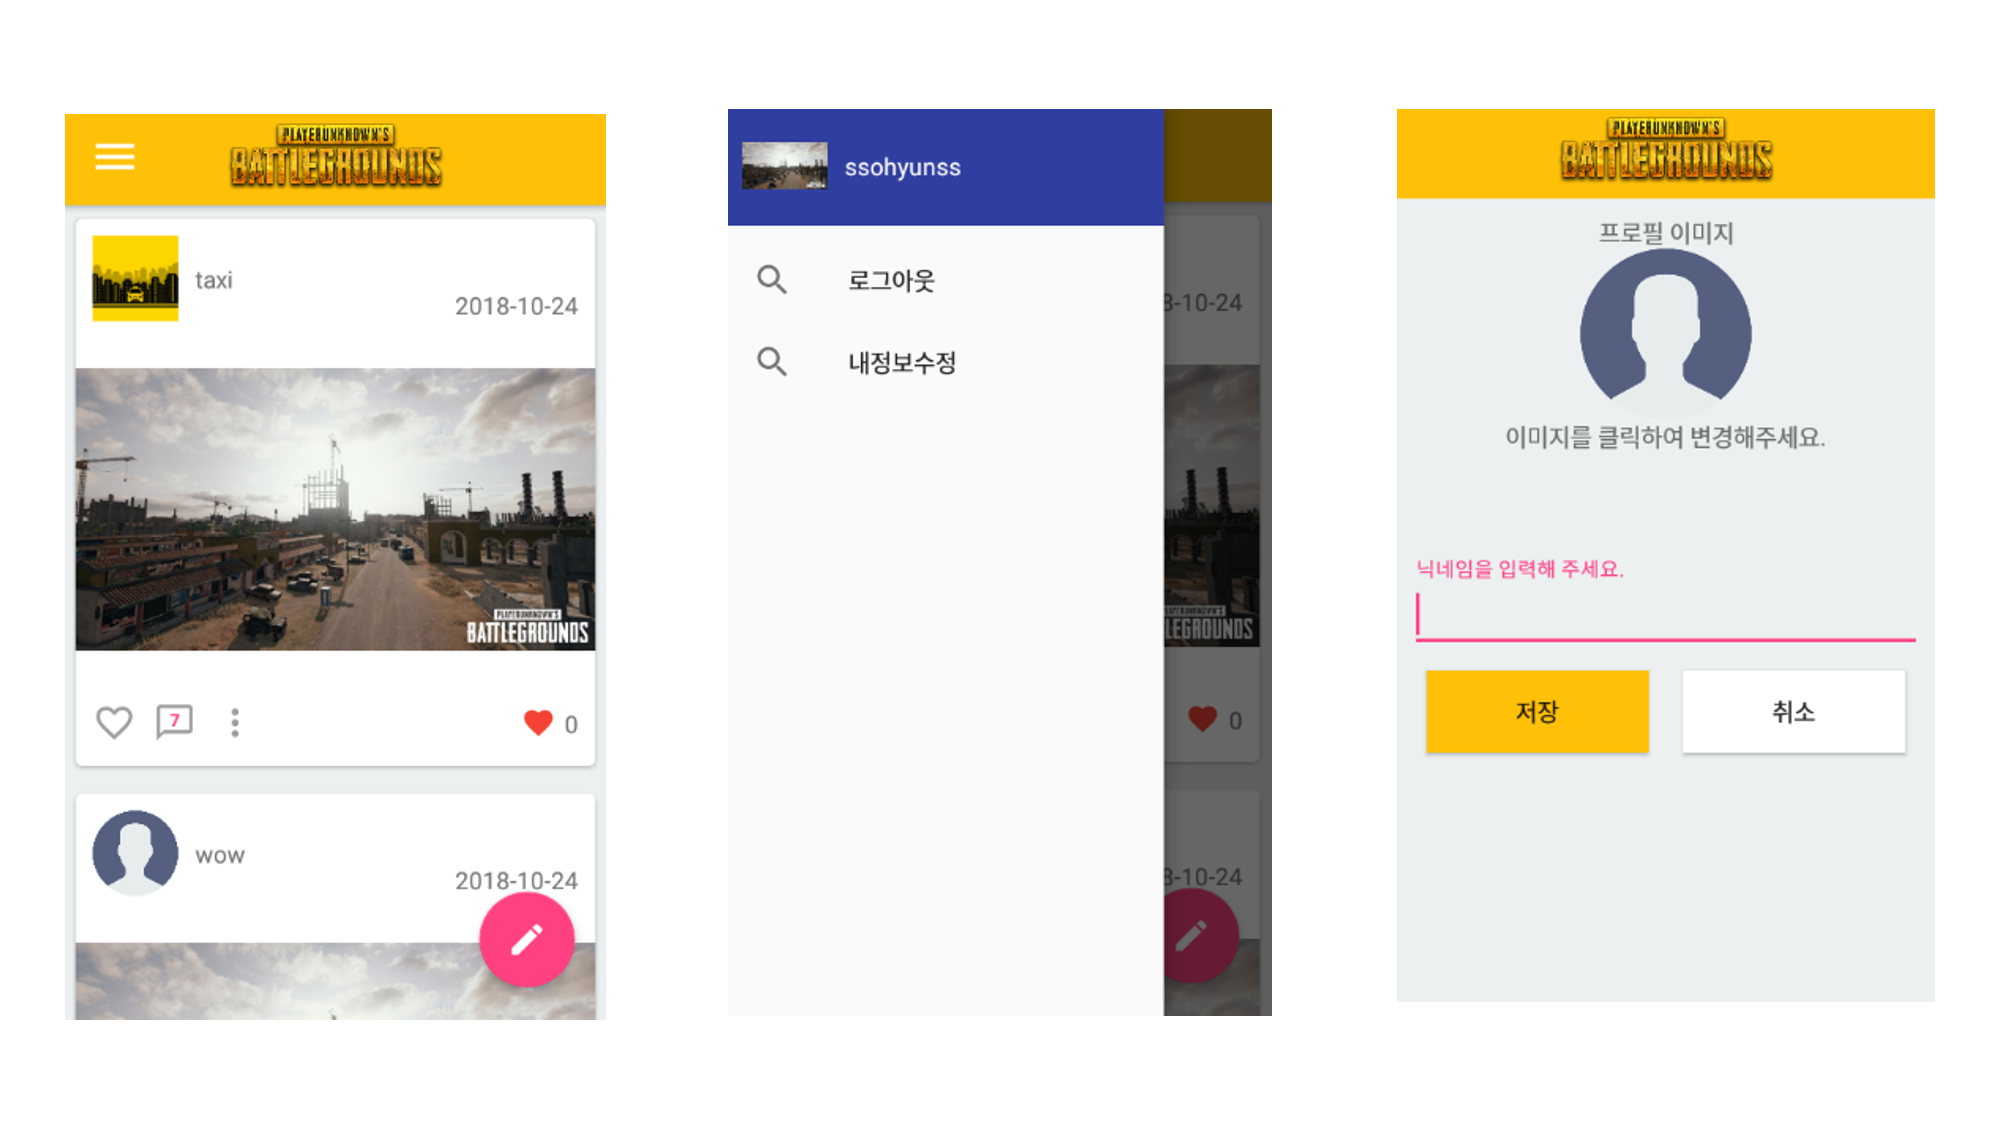 PLAYERUNKNOWN'S
BATTLEGROUNDS
taxi
2018-10-24
PLAYERUNKNOWN'S
BATTLEGROUNDS
7
0
wow
2018-10-24
ssohyunss
로그아웃
내정보수정
8-10-24
LEGROUNDS
0
8-10-24
PLAYERUNKNOWN'S
BATTLEGROUNDS
프로필 이미지
이미지를 클릭하여 변경해주세요.
닉네임을 입력해 주세요.
저장
취소